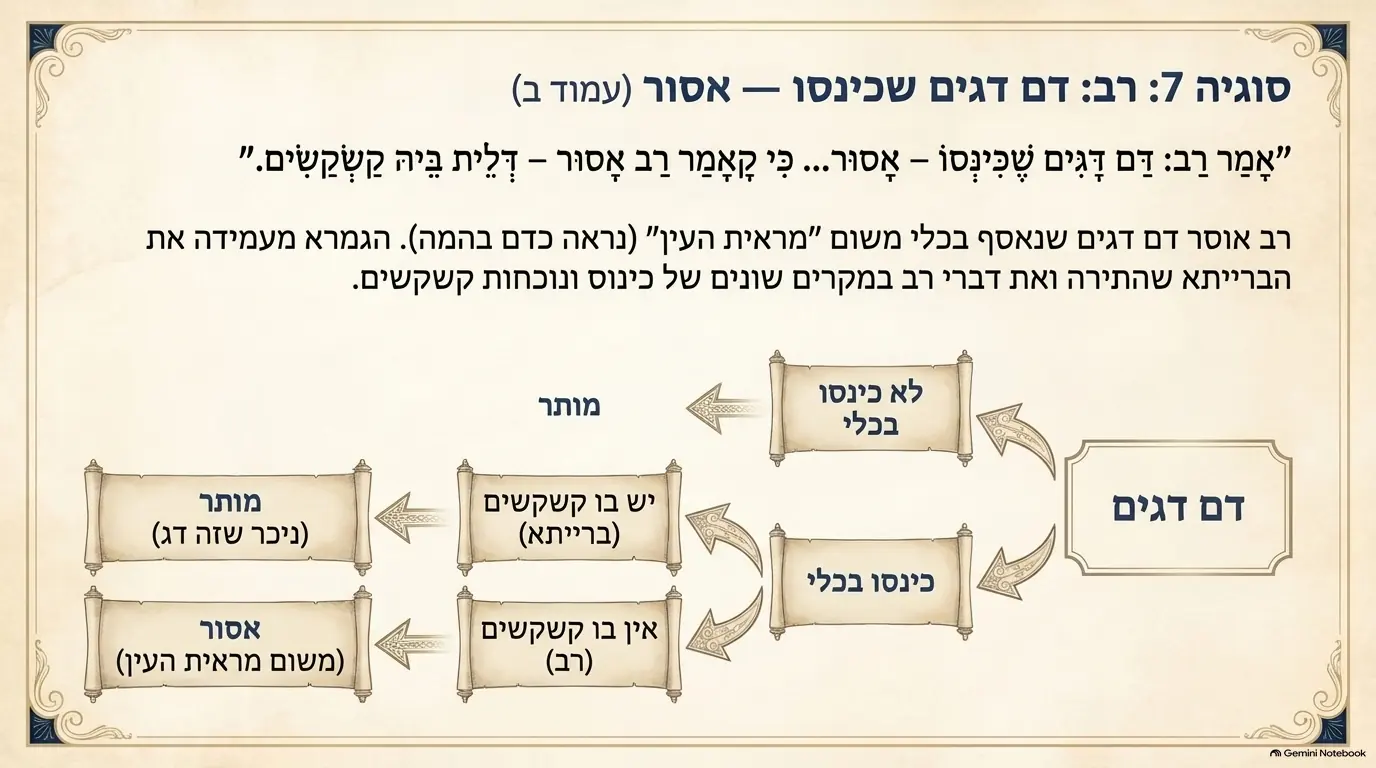 סוגיה 7: רב: דם דגים שכינסו — אסור (עמוד ב)
"אָמַר רַב: דַּם דָּגִים שֶׁכִּינְּסוֹ – אָסוּר... כִּי קָאָמַר רַב אָסוּר – דְּלֵית בֵּיהּ קַשְׂקַשִּׂים."
רב אוסר דם דגים שנאסף בכלי משום "מראית העין" (נראה כדם בהמה). הגמרא מעמידה את
הברייתא שהתירה ואת דברי רב במקרים שונים של כינוס ונוכחות קשקשים.
דם דגים
לא כינסו
בכלי
מותר
כינסו בכלי
יש בו קשקשים
(ברייתא)
מותר
(ניכר שזה דג)
אין בו קשקשים
(רב)
אסור
(משום מראית העין)
Gemini Notebook